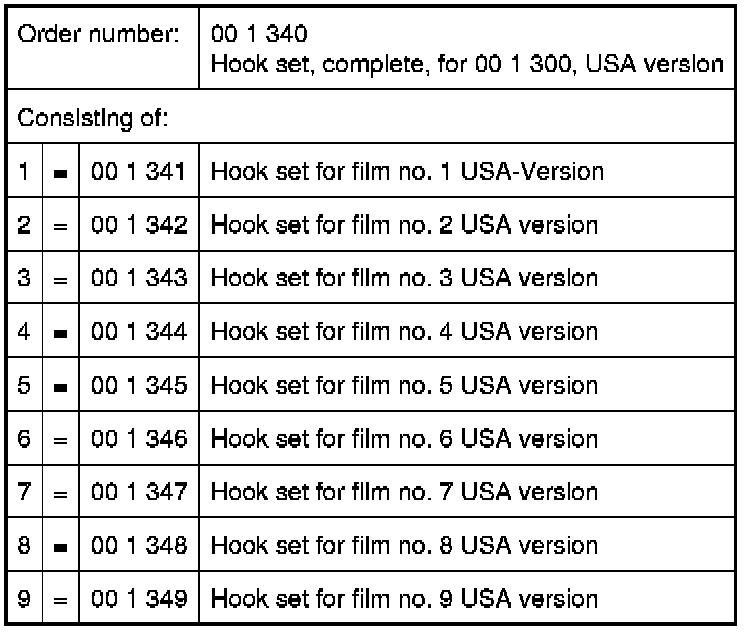 Order number: 00 1 340
Hook set, complete, for 00 1 300, USA version
Consisting of:
1 = 00 1 341 Hook set for film no. 1 USA-Version
2 = 00 1 342 Hook set for film no. 2 USA version
3 = 00 1 343 Hook set for film no. 3 USA version
4 = 00 1 344 Hook set for film no. 4 USA version
5 = 00 1 345 Hook set for film no. 5 USA version
6 = 00 1 346 Hook set for film no. 6 USA version
7 = 00 1 347 Hook set for film no. 7 USA version
8 = 00 1 348 Hook set for film no. 8 USA version
9 = 00 1 349 Hook set for film no. 9 USA version